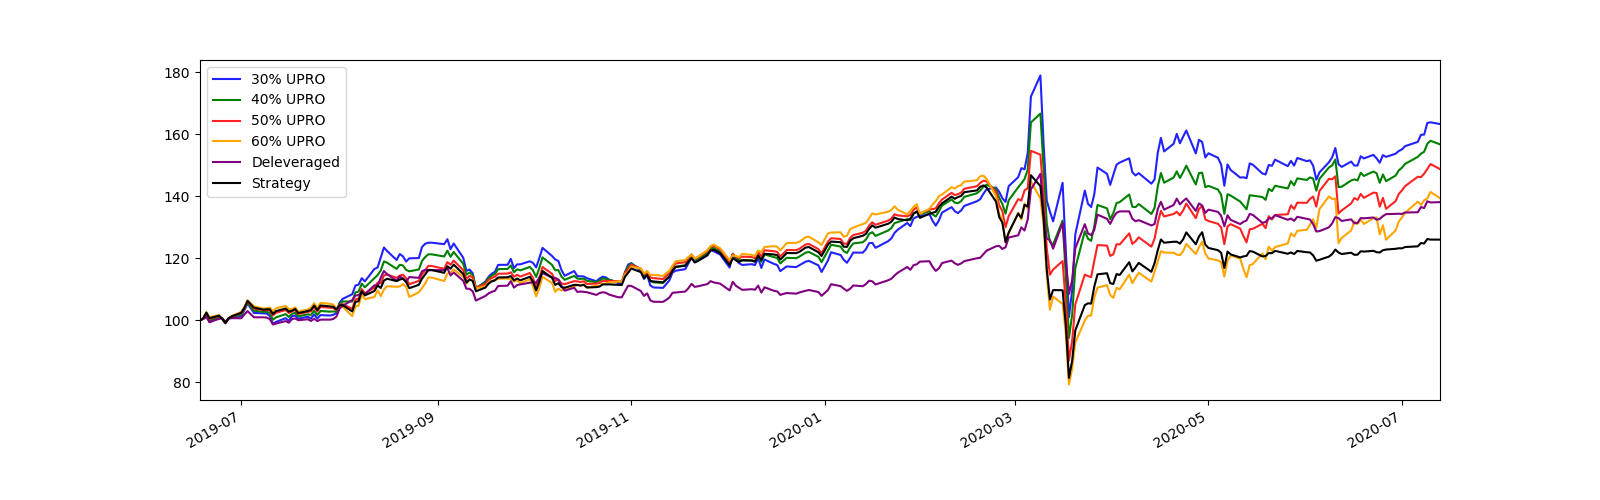 180
160
140
120
100
80
30% UPRO
40% UPRO
50% UPRO
60% UPRO
Deleveraged
Strategy
2019-07
2019-09
2019-11
2020-01
2020-03
2020-05
2020-07